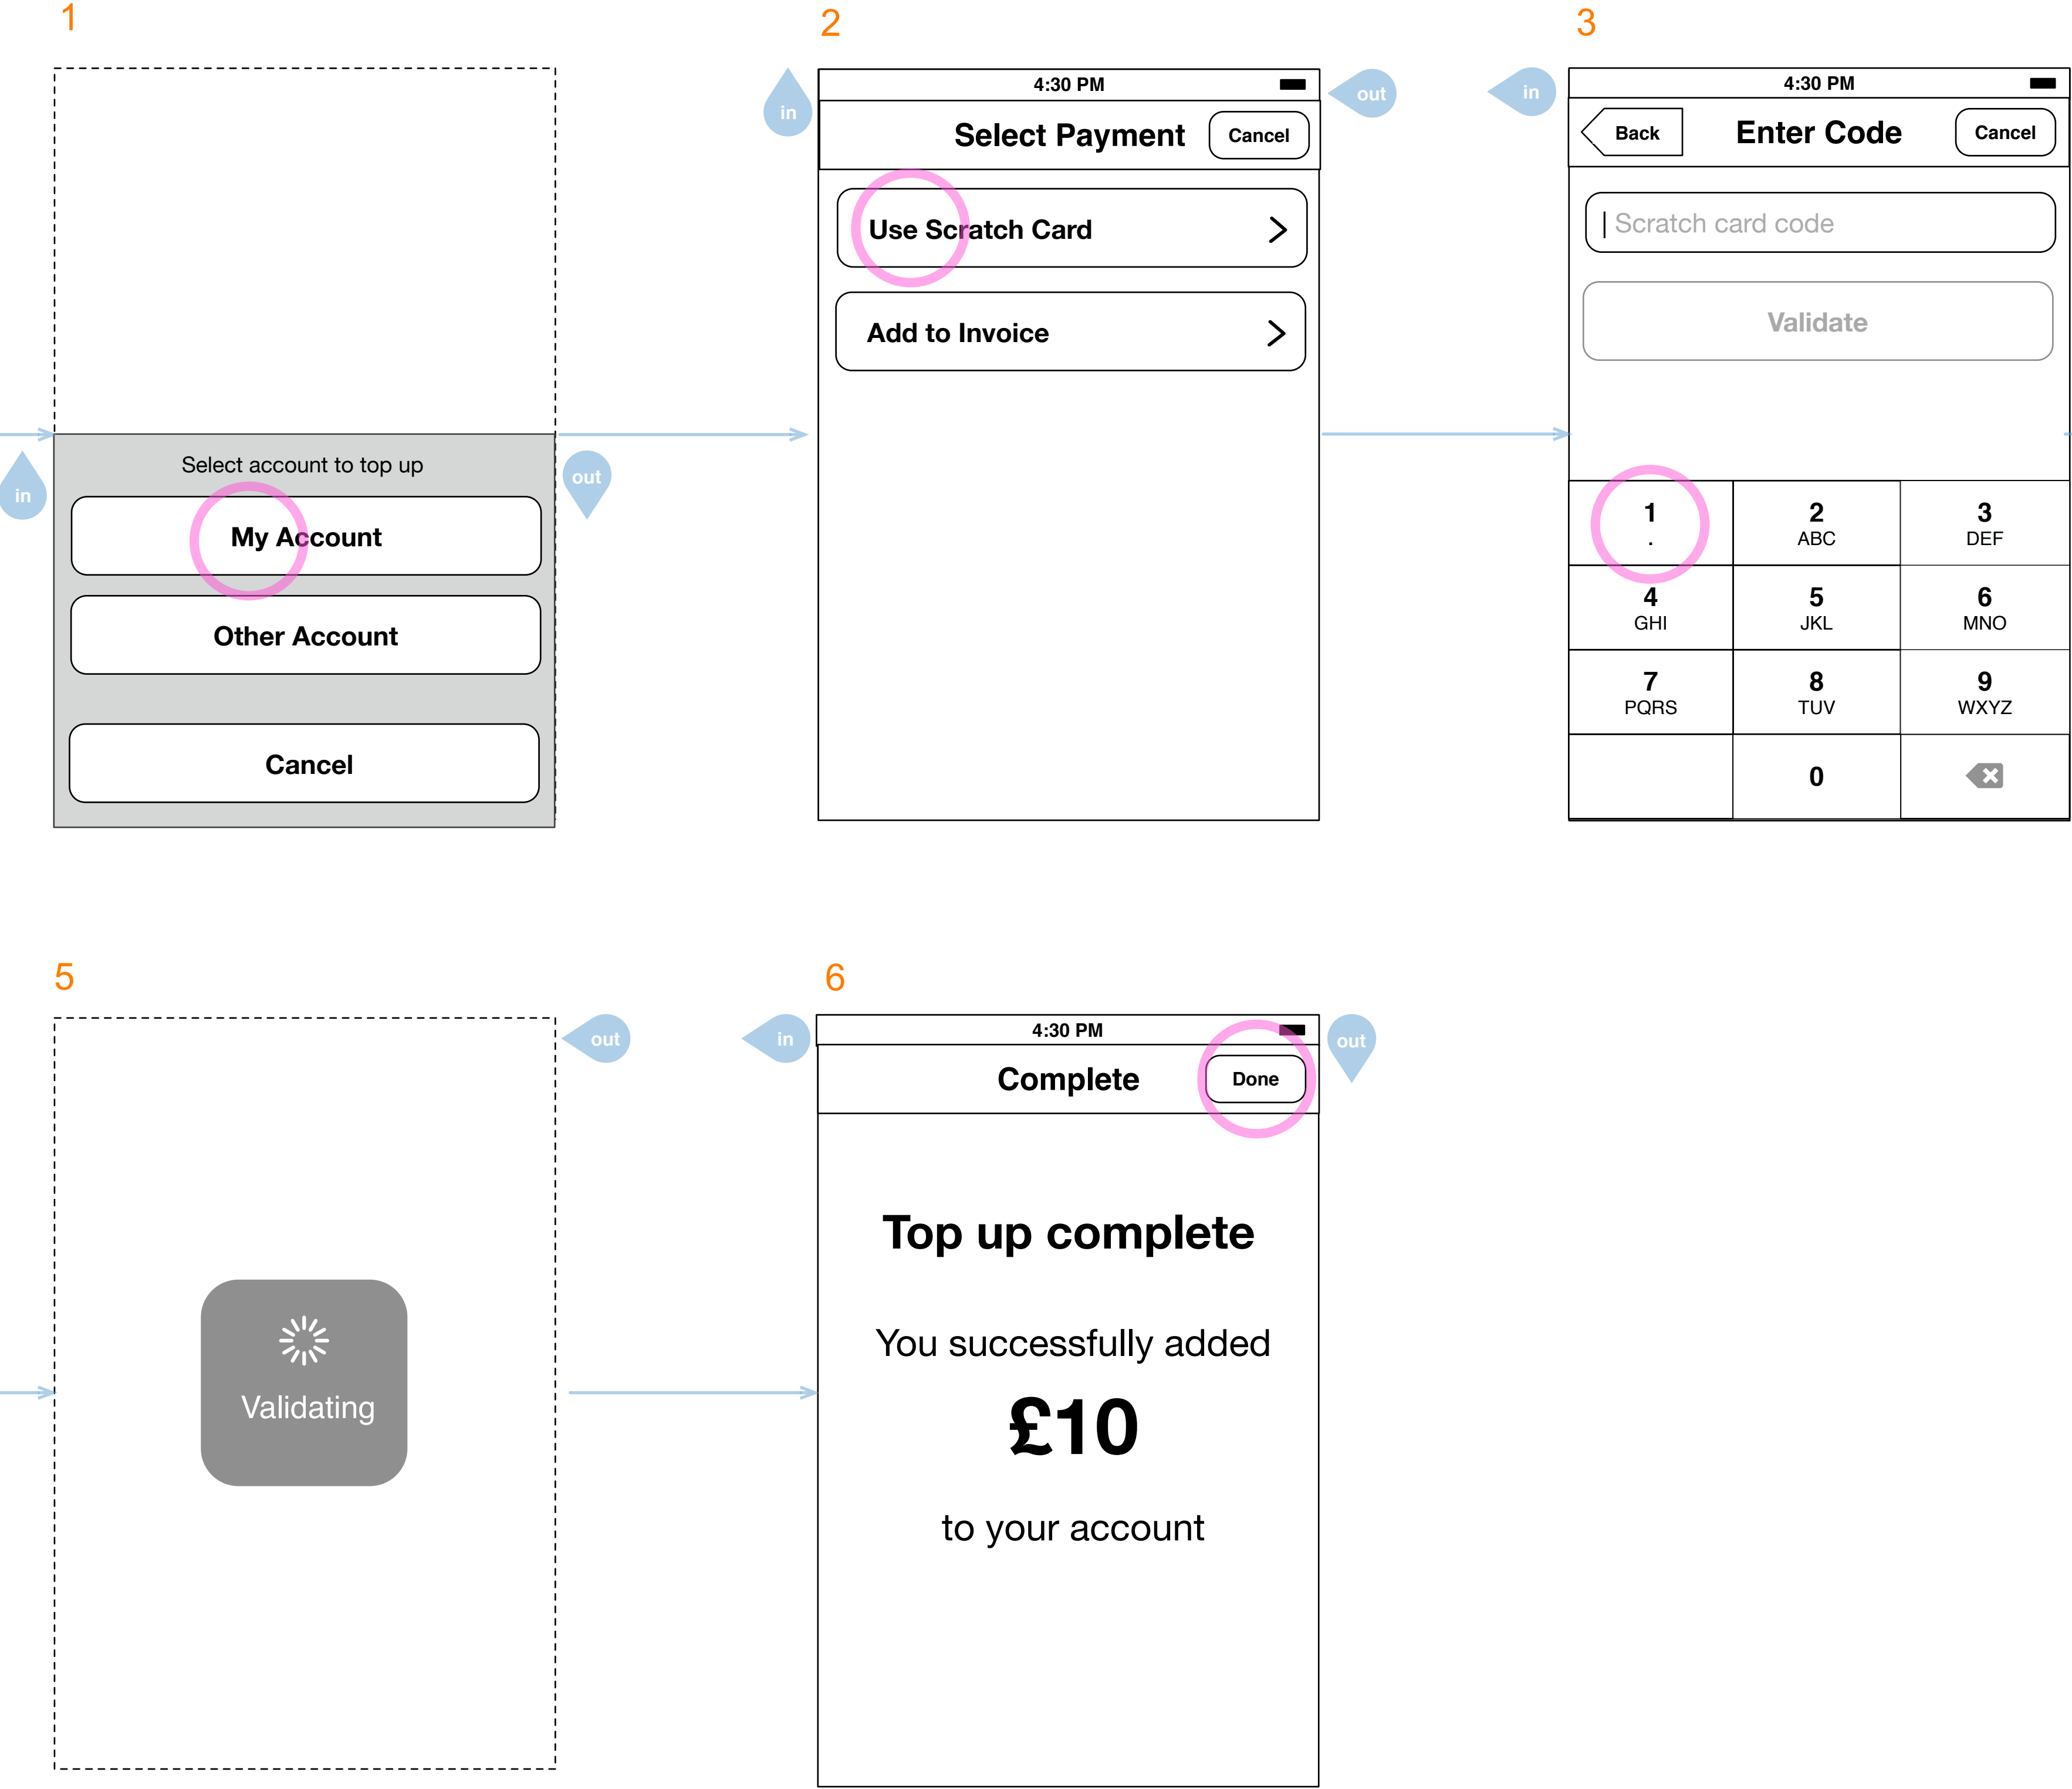 1
in
Select account to top up
My Account
Other Account
Cancel
out
2
in
4:30 PM
Select Payment
Cancel
Use Scratch Card
Add to Invoice
out
3
in
4:30 PM
Back
Enter Code
Cancel
Scratch card code
Validate
1
.
2
ABC
3
DEF
4
GHI
5
JKL
6
MNO
7
PQRS
8
TUV
9
WXYZ
0
5
Validating
out
6
in
4:30 PM
Complete
Done
Top up complete
You successfully added
£10
to your account
out